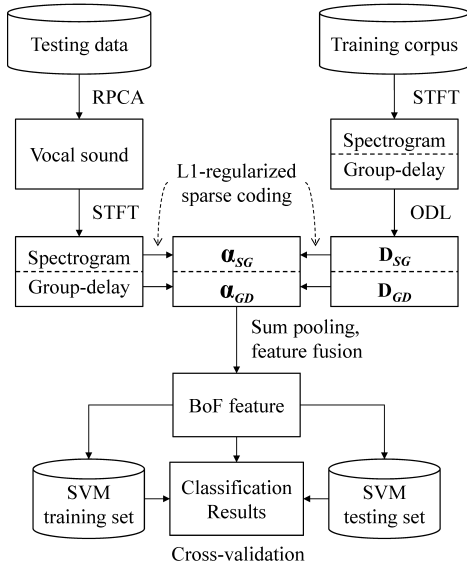 Testing data
Training corpus
RPCA
STFT
Vocal sound
Spectrogram
Group-delay
L1-regularized
sparse coding
STFT
ODL
Spectrogram
Group-delay
α_SG
α_GD
D_SG
D_GD
Sum pooling,
feature fusion
BoF feature
SVM
training set
Classification
Results
SVM
testing set
Cross-validation